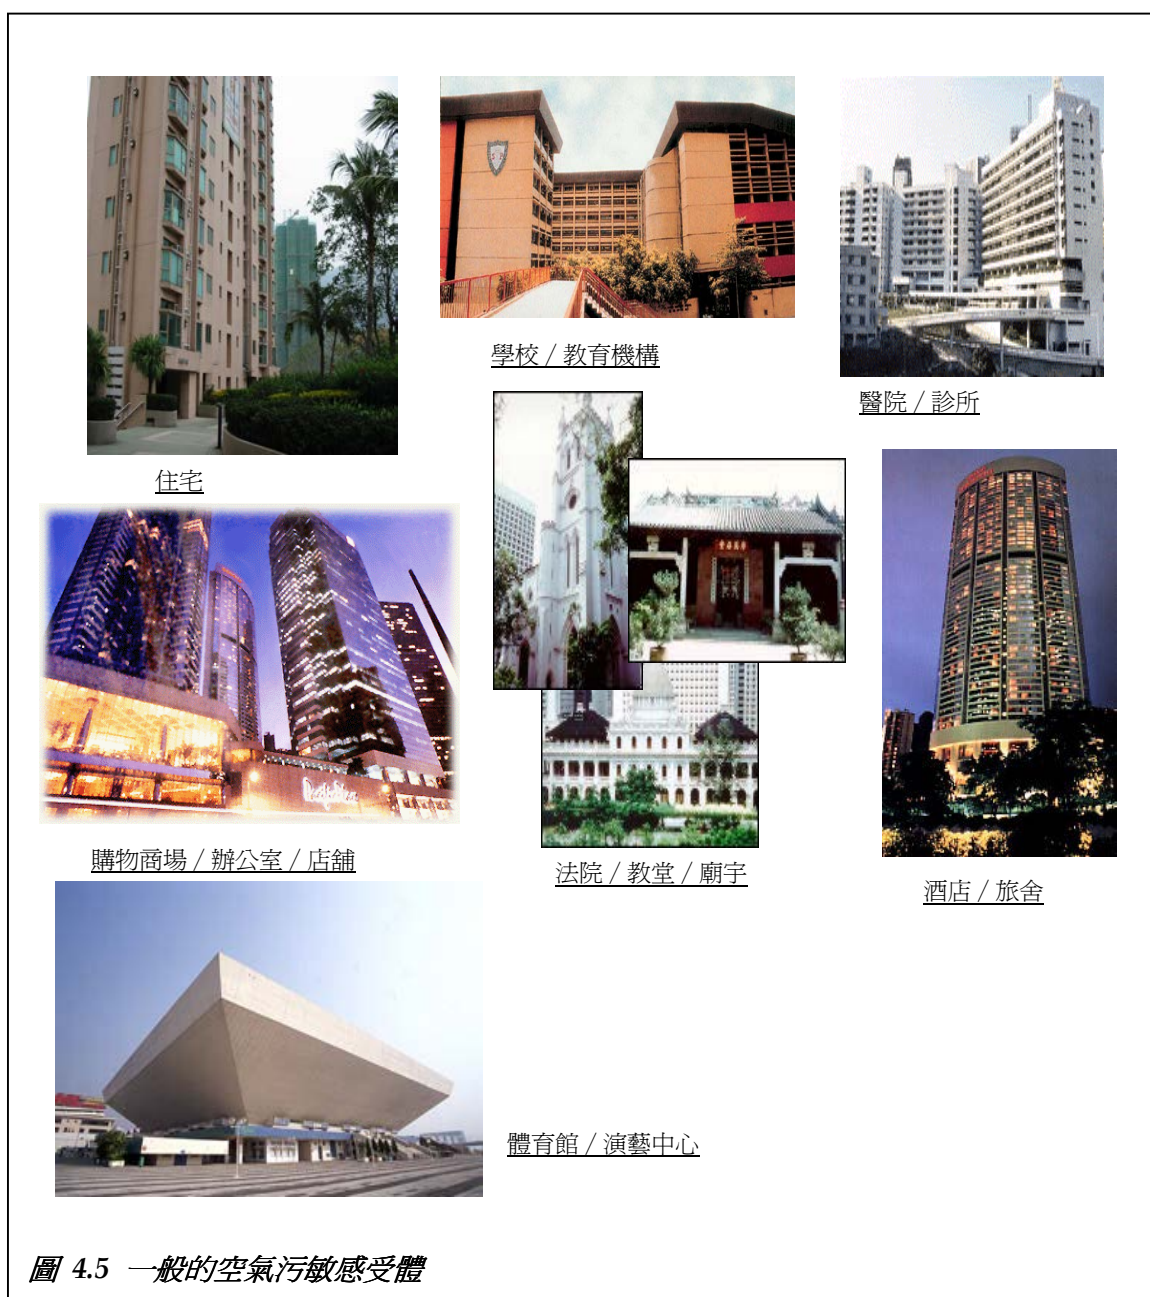 學校 / 教育機構
醫院 / 診所
住宅
購物商場 / 辦公室 / 店舖
法院 / 教堂 / 廟宇
酒店 / 旅舍
體育館 / 演藝中心
圖 4.5 一般的空氣污敏感受體